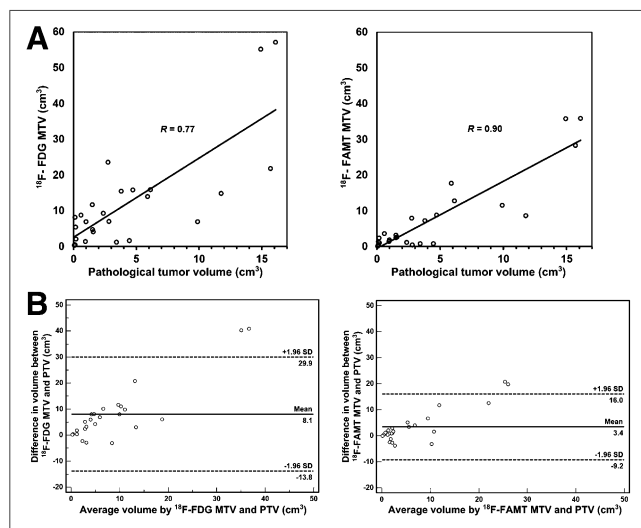 A
60
50
40
30
20
10
0
0
5
10
15
¹⁸F- FDG MTV (cm³)
R = 0.77
Pathological tumor volume (cm³)
60
50
40
30
20
10
0
0
5
10
15
¹⁸F- FAMT MTV (cm³)
R = 0.90
Pathological tumor volume (cm³)
B
Difference in volume between
¹⁸F-FDG MTV and PTV (cm³)
50
40
30
20
10
0
-10
-20
0
10
20
30
40
50
+1.96 SD
29.9
Mean
8.1
-1.96 SD
-13.8
Average volume by ¹⁸F-FDG MTV and PTV (cm³)
Difference in volume between
¹⁸F-FAMT MTV and PTV (cm³)
50
40
30
20
10
0
-10
-20
0
10
20
30
40
50
+1.96 SD
16.0
Mean
3.4
-1.96 SD
-9.2
Average volume by ¹⁸F-FAMT MTV and PTV (cm³)